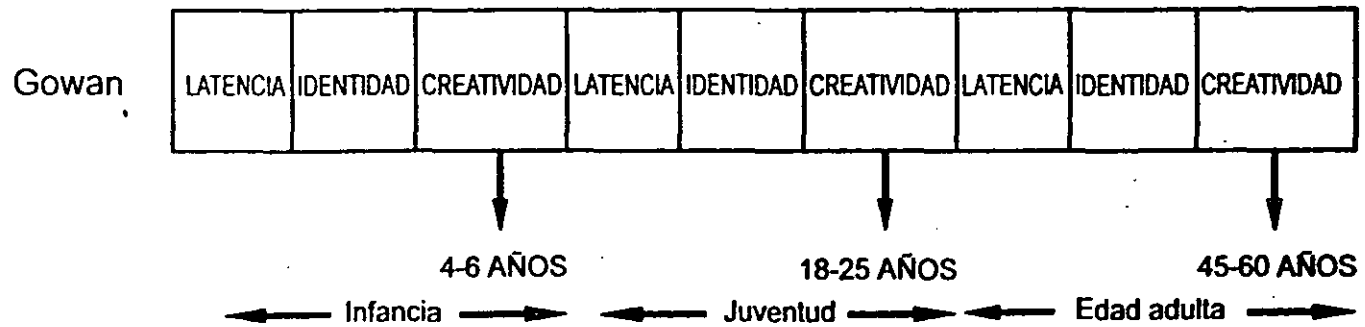 Gowan LATENCIA IDENTIDAD CREATIVIDAD LATENCIA IDENTIDAD CREATIVIDAD LATENCIA IDENTIDAD CREATIVIDAD
4-6 AÑOS 18-25 AÑOS 45-60 AÑOS
Infancia Juventud Edad adulta